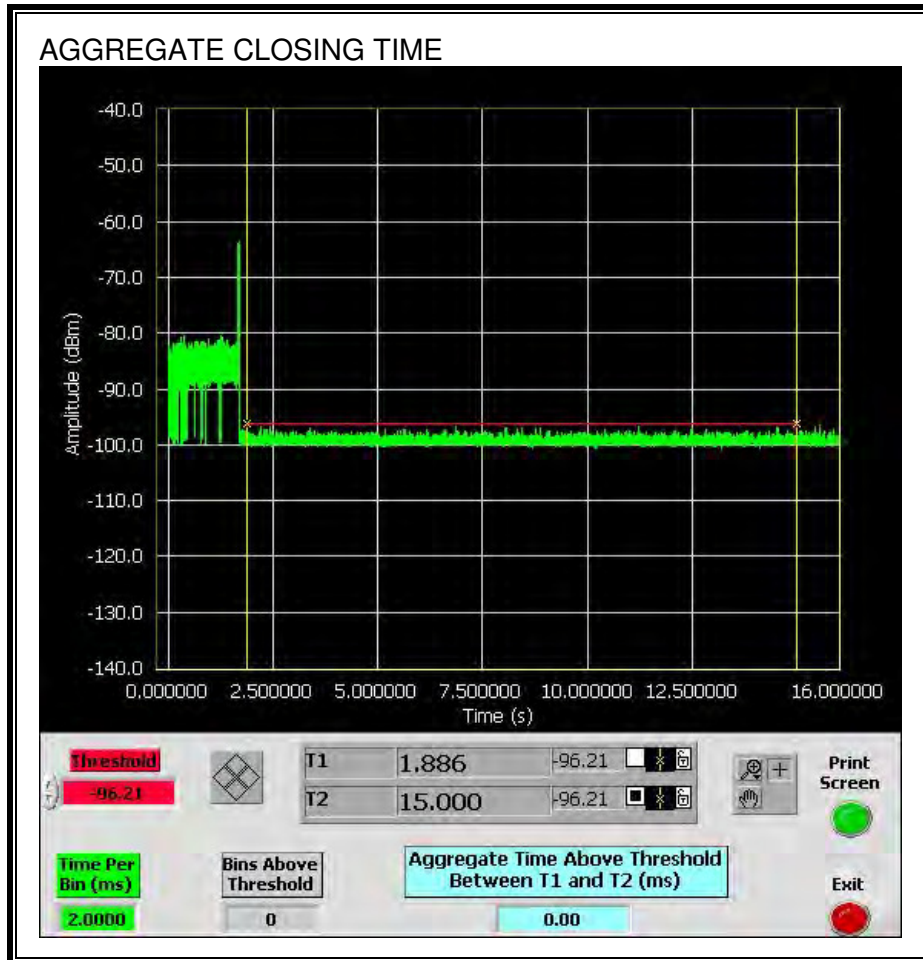 AGGREGATE CLOSING TIME
-40.0
-50.0
-60.0
-70.0
-80.0
-90.0
-100.0
-110.0
-120.0
-130.0
-140.0
Amplitude (dBm)
0.000000 2.500000 5.000000 7.500000 10.000000 12.500000 16.000000
Time (s)
Threshold
-96.21
T1 1.886 -96.21
T2 15.000 -96.21
Print
Screen
Time Per
Bin (ms)
2.0000
Bins Above
Threshold
0
Aggregate Time Above Threshold
Between T1 and T2 (ms)
0.00
Exit